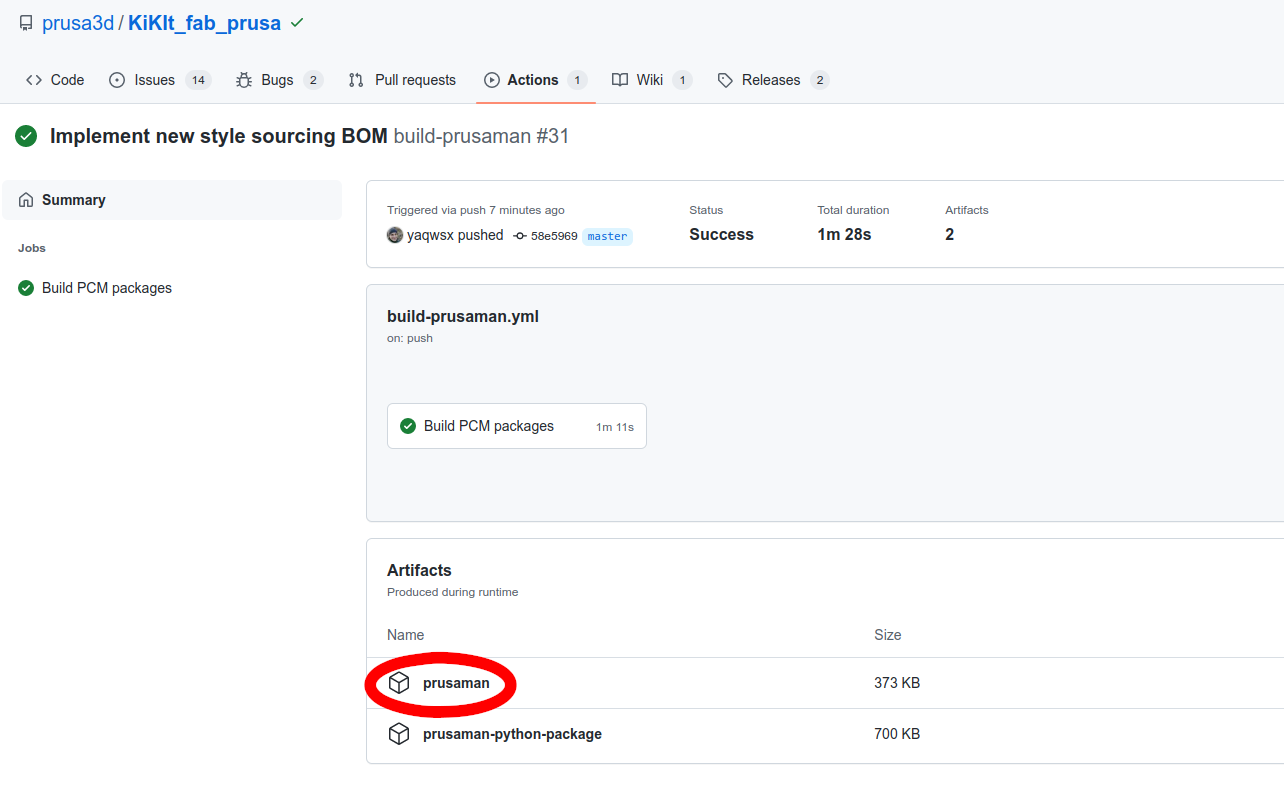 prusa3d / KiKIt_fab_prusa
Code Issues 14 Bugs 2 Pull requests Actions 1 Wiki 1 Releases 2
Implement new style sourcing BOM build-prusaman #31
Summary
Jobs
Build PCM packages
Triggered via push 7 minutes ago
yaqwsx pushed 58e5969 master
Status
Success
Total duration
1m 28s
Artifacts
2
build-prusaman.yml
on: push
Build PCM packages 1m 11s
Artifacts
Produced during runtime
Name Size
prusaman 373 KB
prusaman-python-package 700 KB